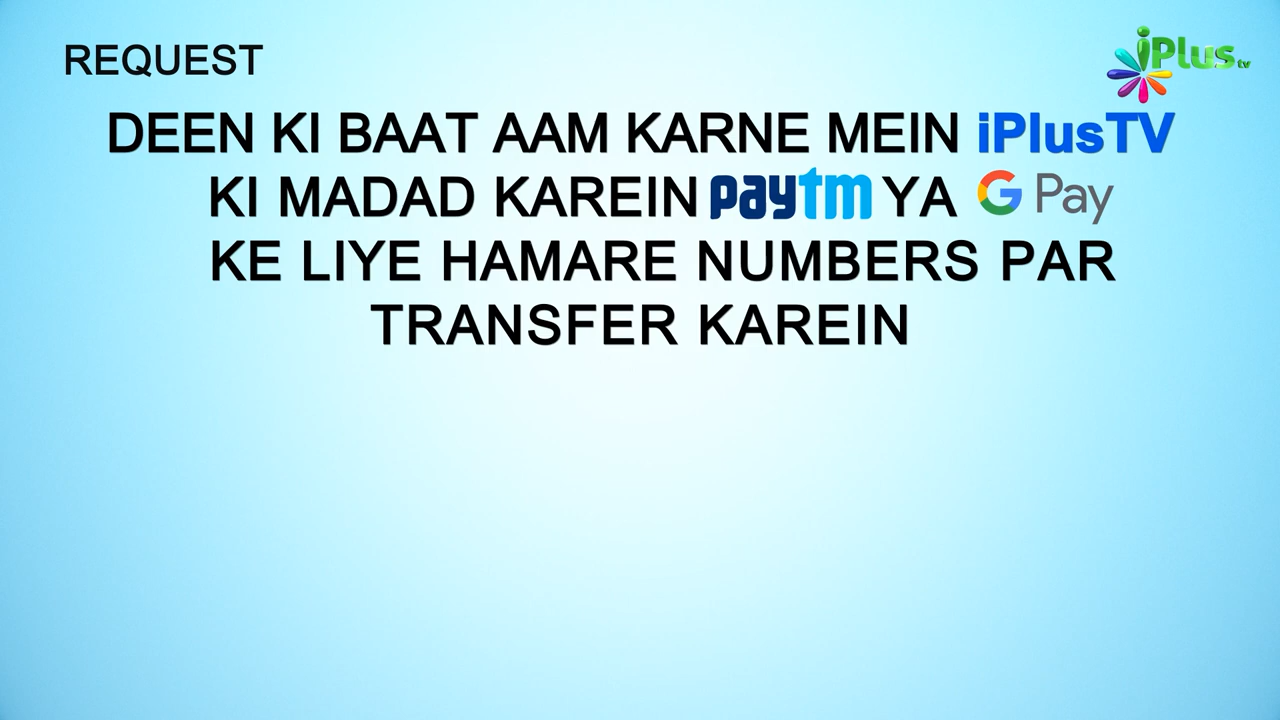 REQUEST
iPlus tv
DEEN KI BAAT AAM KARNE MEIN iPlusTV
KI MADAD KAREIN paytm YA G Pay
KE LIYE HAMARE NUMBERS PAR
TRANSFER KAREIN